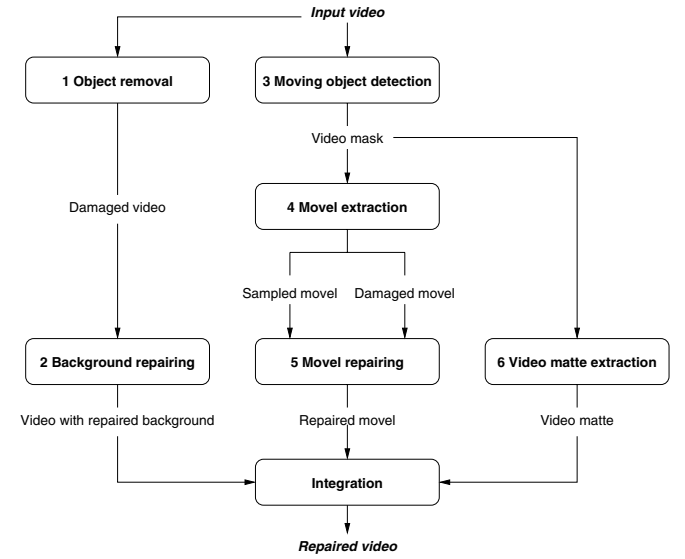 Input video
1 Object removal
3 Moving object detection
Video mask
4 Movel extraction
Damaged video
Sampled movel
Damaged movel
2 Background repairing
5 Movel repairing
6 Video matte extraction
Video with repaired background
Repaired movel
Video matte
Integration
Repaired video